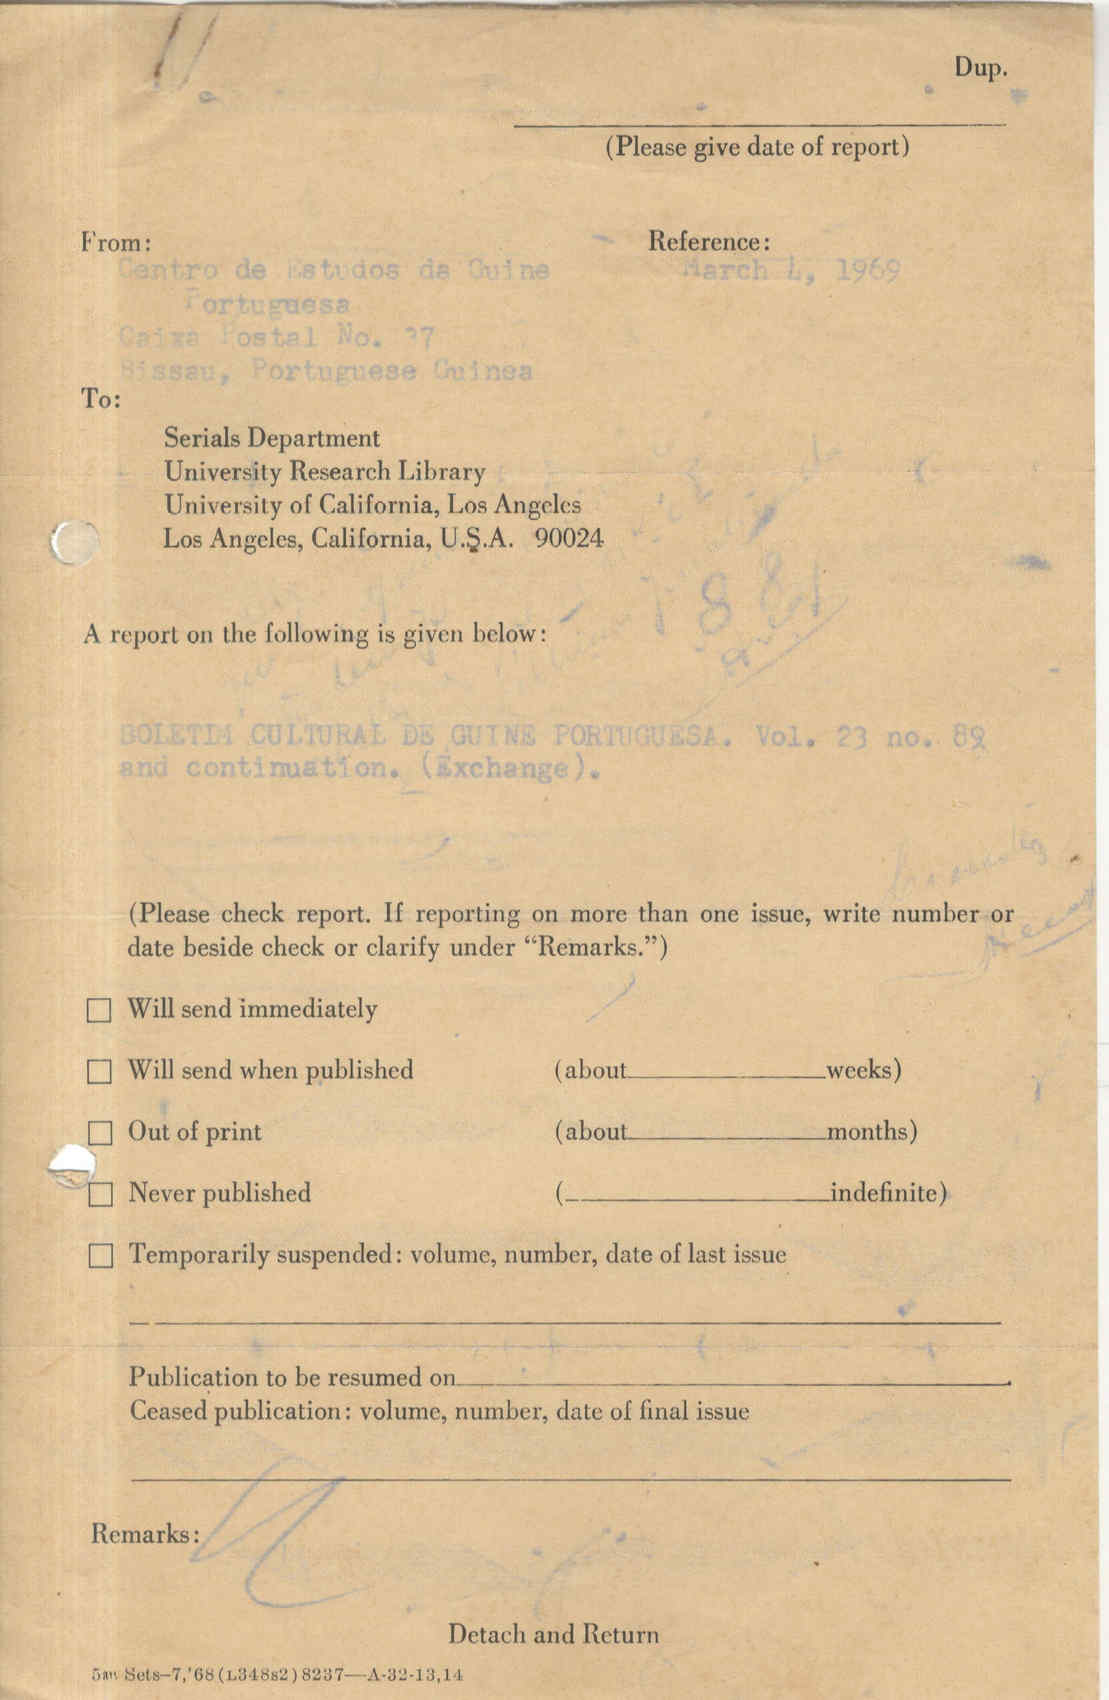 Dup.
(Please give date of report)
From:
Reference:
Centro de Estudos da Guine
March 4, 1969
Portuguesa
Caixa Postal No. 37
Bissau, Portuguese Guinea
To:
Serials Department
University Research Library
University of California, Los Angeles
Los Angeles, California, U.S.A. 90024
A report on the following is given below:
BOLETIM CULTURAL DE GUINE PORTUGUESA. Vol. 23 no. 89
and continuation. (Exchange).
(Please check report. If reporting on more than one issue, write number or
date beside check or clarify under “Remarks.”)
Will send immediately
Will send when published (about weeks)
Out of print (about months)
Never published ( indefinite)
Temporarily suspended: volume, number, date of last issue
Publication to be resumed on
Ceased publication: volume, number, date of final issue
Remarks:
Detach and Return
Sets–7,'68 (L348s2) 8237—A-32-13,14